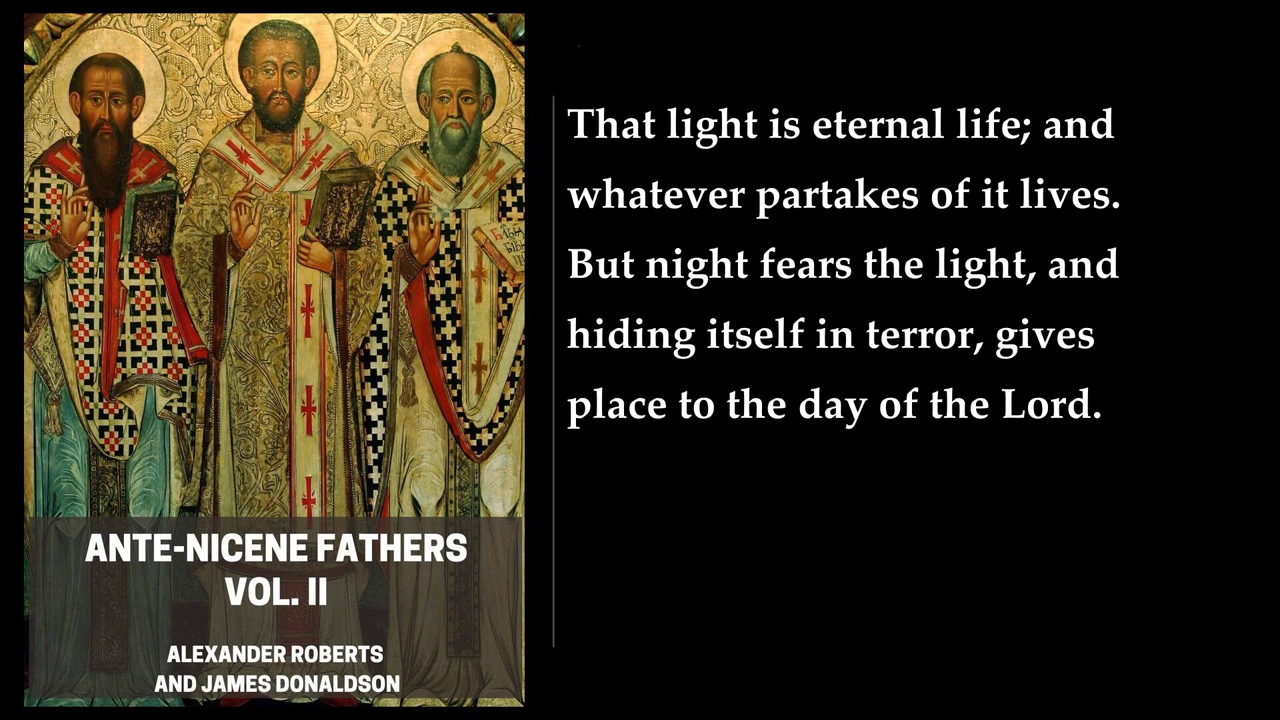 That light is eternal life; and
whatever partakes of it lives.
But night fears the light, and
hiding itself in terror, gives
place to the day of the Lord.
ANTE-NICENE FATHERS
VOL. II
ALEXANDER ROBERTS
AND JAMES DONALDSON